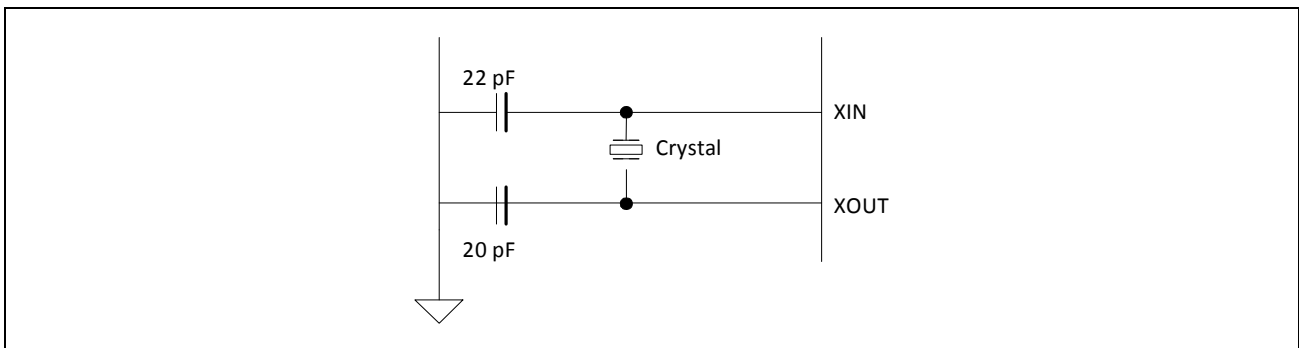 22 pF
XIN
Crystal
XOUT
20 pF